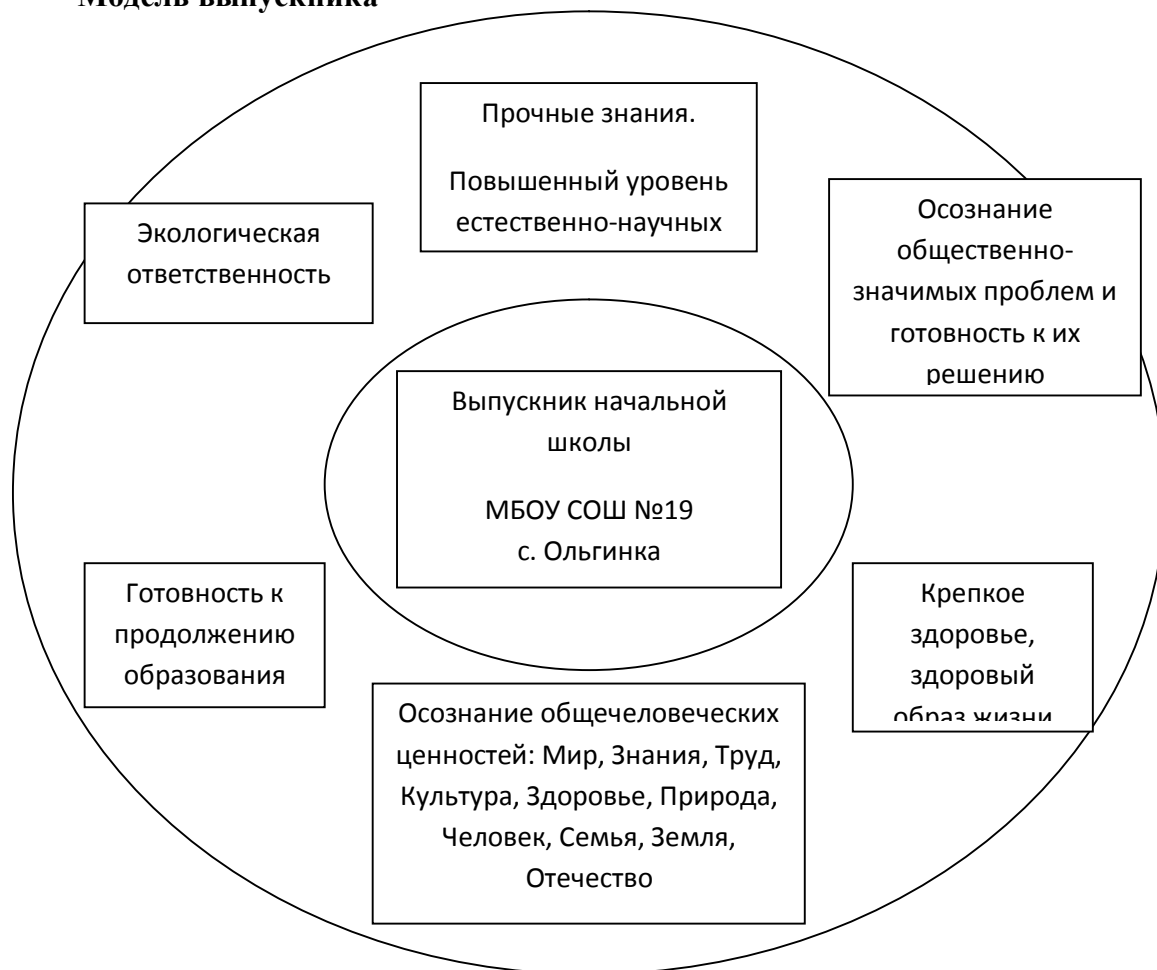 Модель выпускника
Прочные знания.
Повышенный уровень
естественно-научных
Экологическая
ответственность
Осознание
общественно-
значимых проблем и
готовность к их
решению
Выпускник начальной
школы
МБОУ СОШ №19
с. Ольгинка
Готовность к
продолжению
образования
Крепкое
здоровье,
здоровый
образ жизни
Осознание общечеловеческих
ценностей: Мир, Знания, Труд,
Культура, Здоровье, Природа,
Человек, Семья, Земля,
Отечество